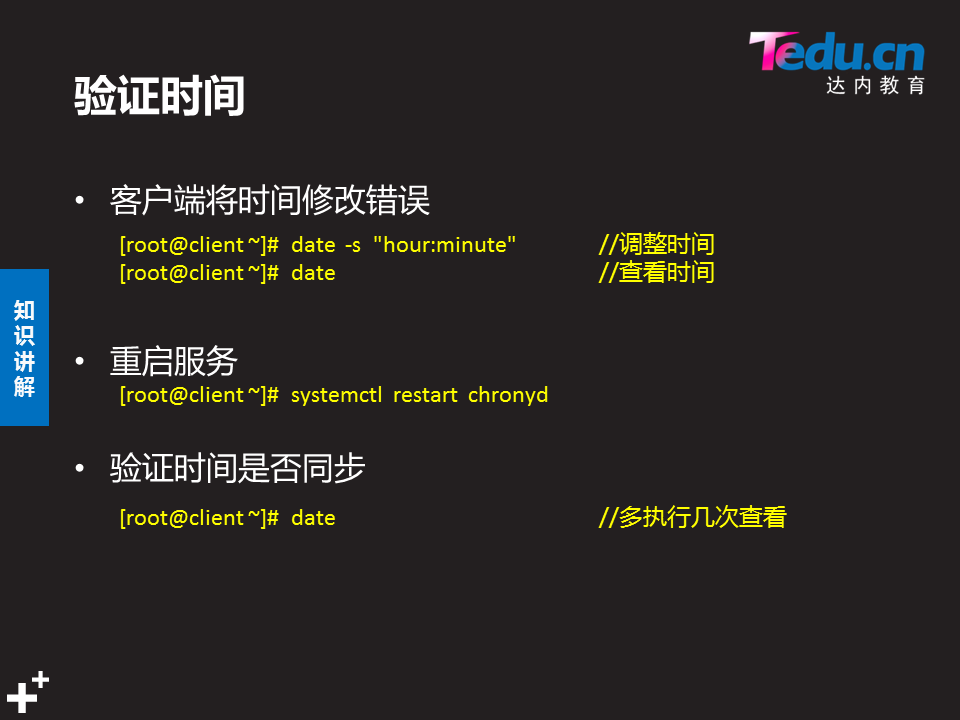 Tedu.cn
达内教育
验证时间
• 客户端将时间修改错误
[root@client ~]# date -s "hour:minute" //调整时间
[root@client ~]# date //查看时间
知识讲解
• 重启服务
[root@client ~]# systemctl restart chronyd
• 验证时间是否同步
[root@client ~]# date //多执行几次查看